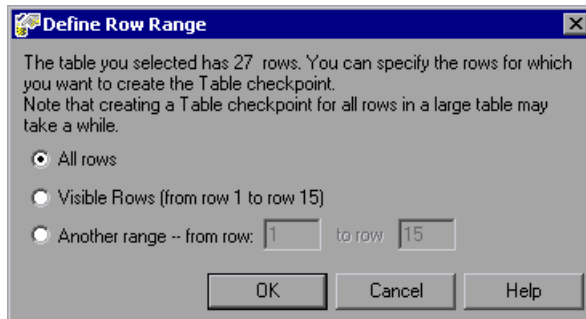 Define Row Range
The table you selected has 27 rows. You can specify the rows for which
you want to create the Table checkpoint.
Note that creating a Table checkpoint for all rows in a large table may
take a while.
All rows
Visible Rows (from row 1 to row 15)
Another range -- from row: 1 to row 15
OK Cancel Help